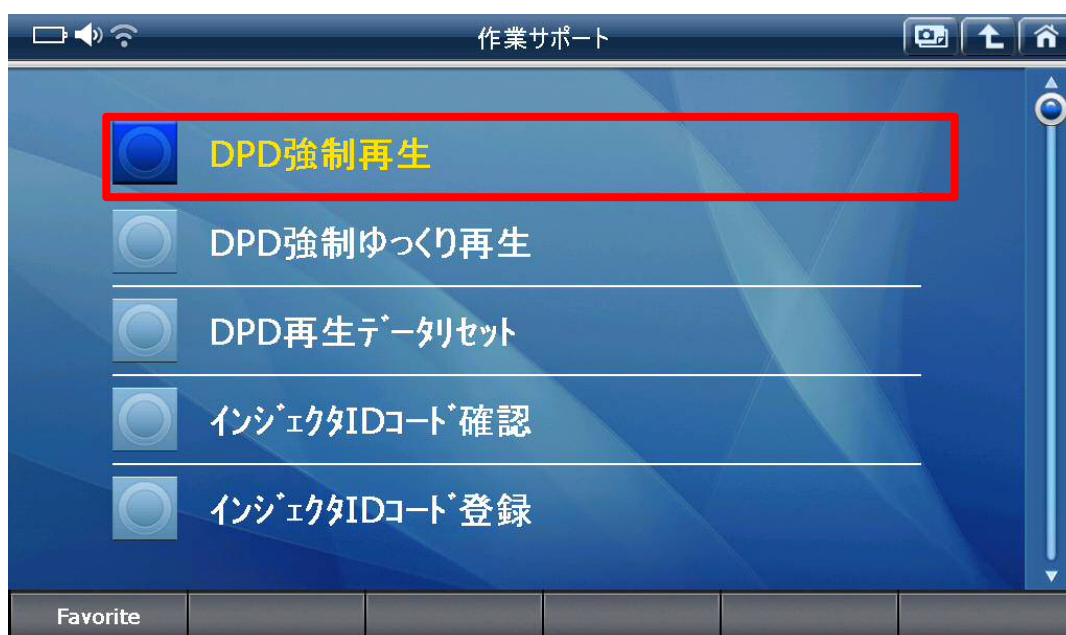 作業サポート
DPD強制再生
DPD強制ゆっくり再生
DPD再生ﾃﾞｰﾀﾘｾｯﾄ
ｲﾝｼﾞｪｸﾀIDｺｰﾄﾞ確認
ｲﾝｼﾞｪｸﾀIDｺｰﾄﾞ登録
Favorite